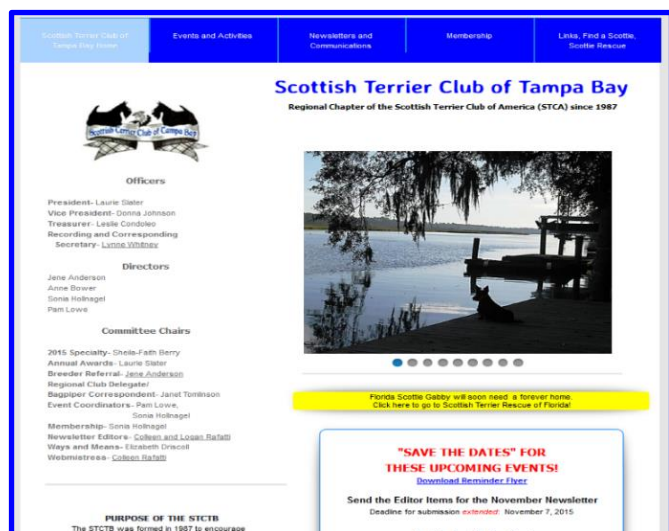 Scottish Terrier Club of
Tampa Bay Home
Events and Activities
Newsletters and
Communications
Membership
Links, Find a Scottie,
Scottie Rescue
Scottish Terrier Club of Tampa Bay
Scottish Terrier Club of Tampa Bay
Regional Chapter of the Scottish Terrier Club of America (STCA) since 1987
Officers
President- Laurie Slater
Vice President- Donna Johnson
Treasurer- Leslie Condoleo
Recording and Corresponding
Secretary- Lynne Whitney
Directors
Jene Anderson
Anne Bower
Sonia Hollnagel
Pam Lowe
Committee Chairs
2015 Specialty- Sheila-Faith Berry
Annual Awards- Laurie Slater
Breeder Referral- Jene Anderson
Regional Club Delegate/
Bagpiper Correspondent- Janet Tomlinson
Event Coordinators- Pam Lowe,
Sonia Hollnagel
Membership- Sonia Hollnagel
Newsletter Editors- Colleen and Logan Rafatti
Ways and Means- Elizabeth Driscoll
Webmistress- Colleen Rafatti
PURPOSE OF THE STCTB
The STCTB was formed in 1987 to encourage
Florida Scottie Gabby will soon need a forever home.
Click here to go to Scottish Terrier Rescue of Florida!
"SAVE THE DATES" FOR
THESE UPCOMING EVENTS!
Download Reminder Flyer
Send the Editor Items for the November Newsletter
Deadline for submission extended: November 7, 2015